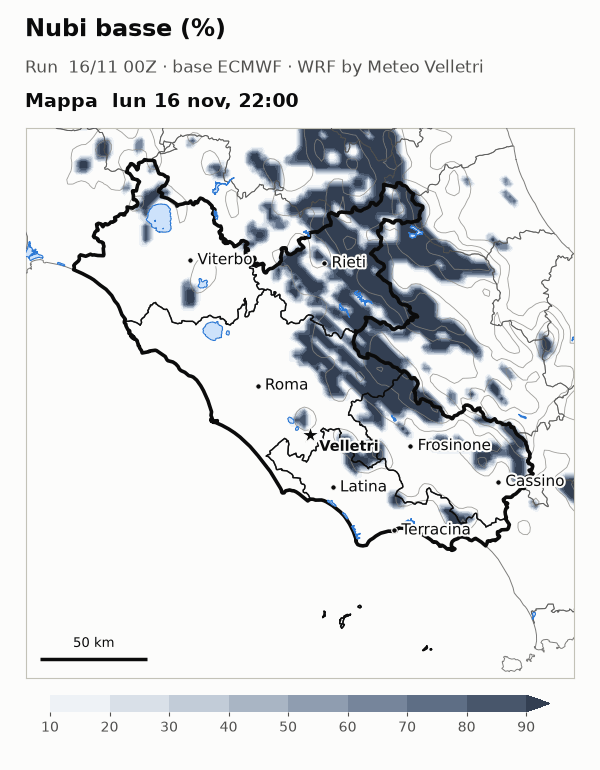 Nubi basse (%)
Run  16/11 00Z · base ECMWF · WRF by Meteo Velletri
Mappa  lun 16 nov, 22:00
Viterbo
Rieti
Roma
Velletri
Frosinone
Latina
Cassino
Terracina
50 km
10 20 30 40 50 60 70 80 90